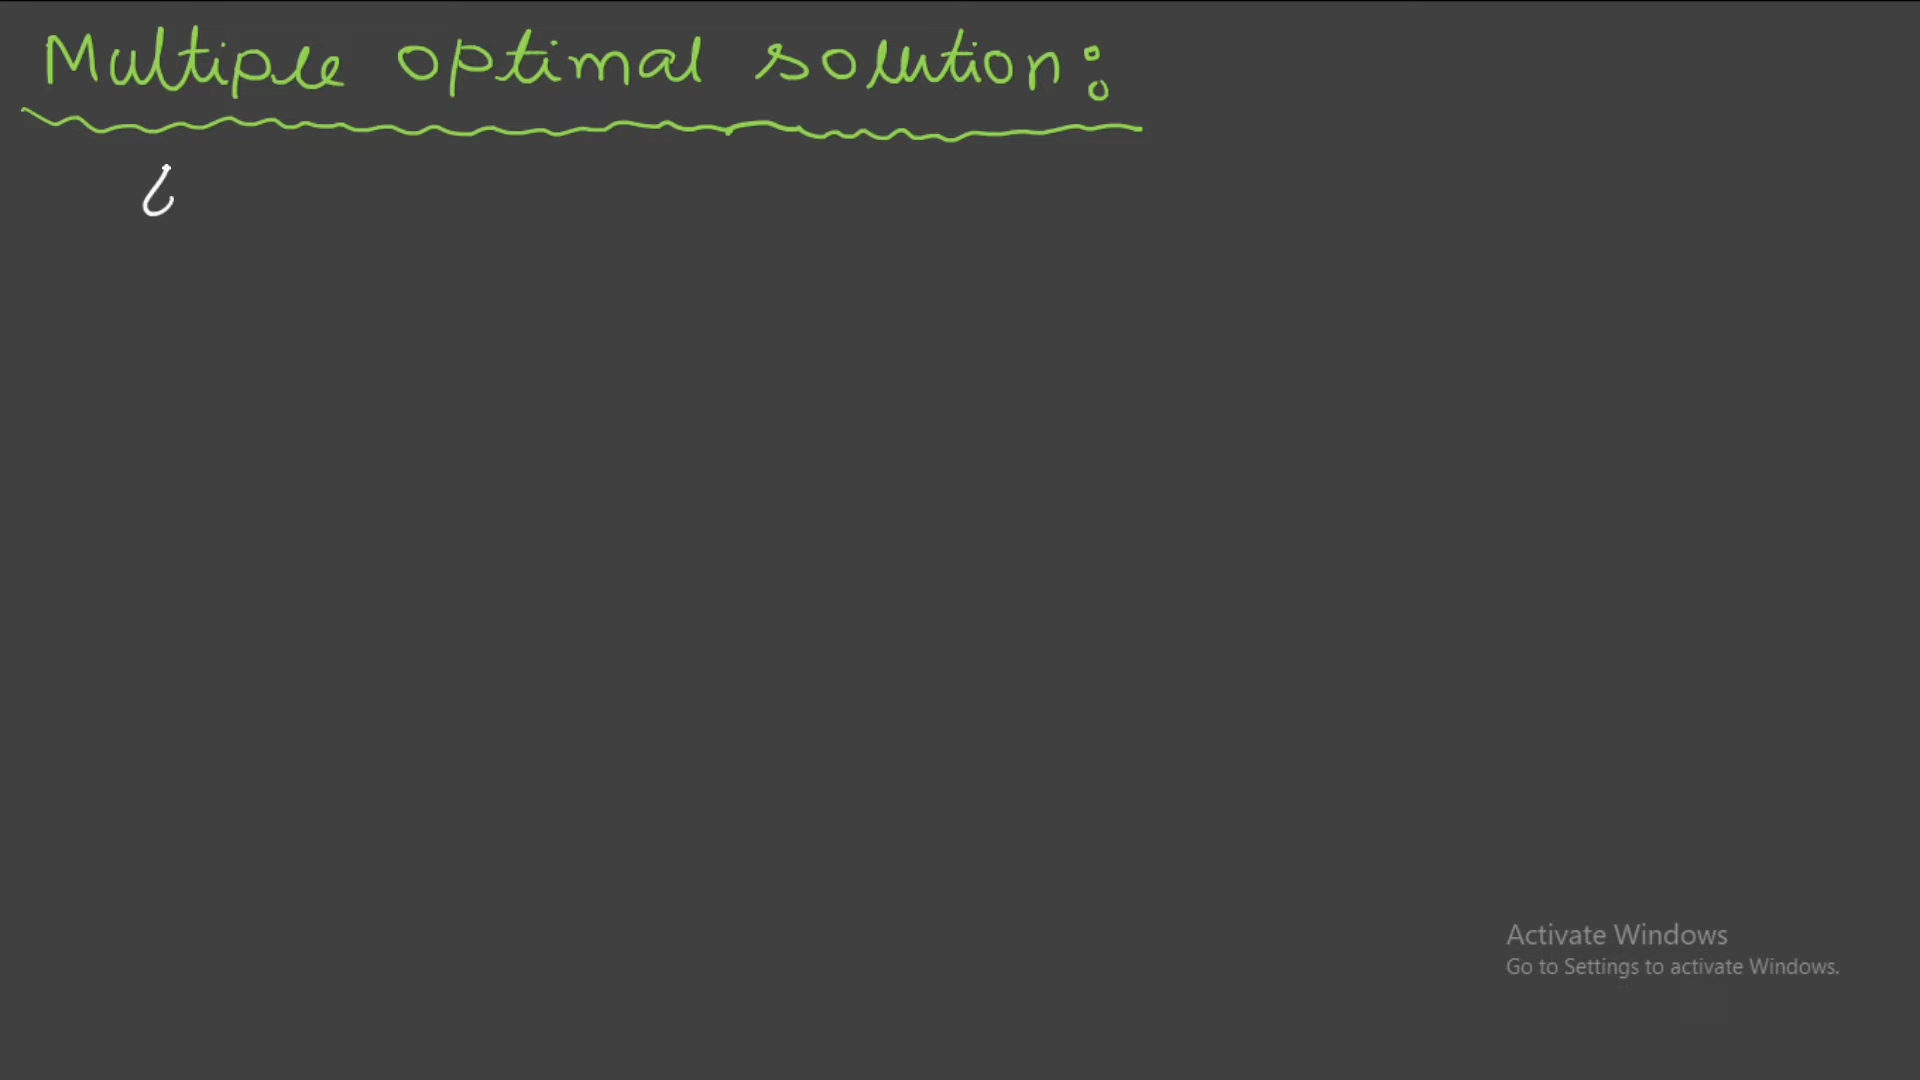 Multiple optimal solution:
Activate Windows
Go to Settings to activate Windows.